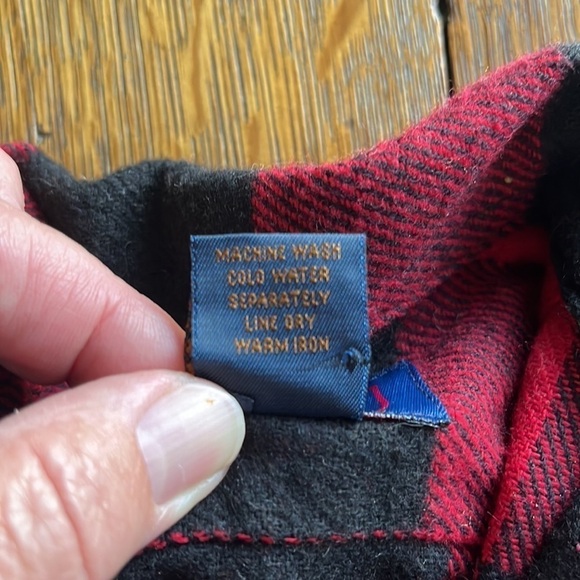 MACHINE WASH
COLD WATER
SEPARATELY
LINE DRY
WARM IRON